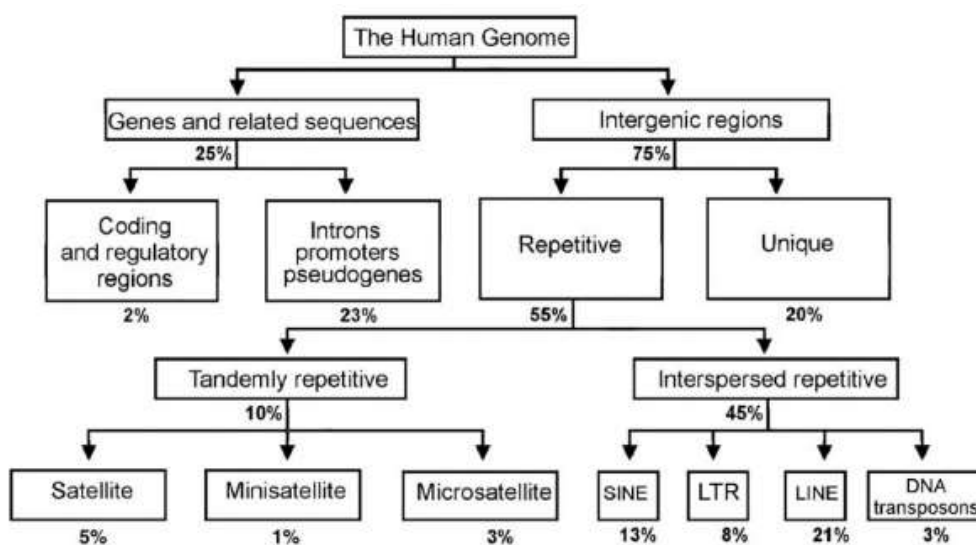 The Human Genome
Genes and related sequences
Intergenic regions
25%
75%
Coding
and regulatory
regions
Introns
promoters
pseudogenes
Repetitive
Unique
2%
23%
55%
20%
Tandemly repetitive
Interspersed repetitive
10%
45%
Satellite
Minisatellite
Microsatellite
SINE
LTR
LINE
DNA
transposons
5%
1%
3%
13%
8%
21%
3%